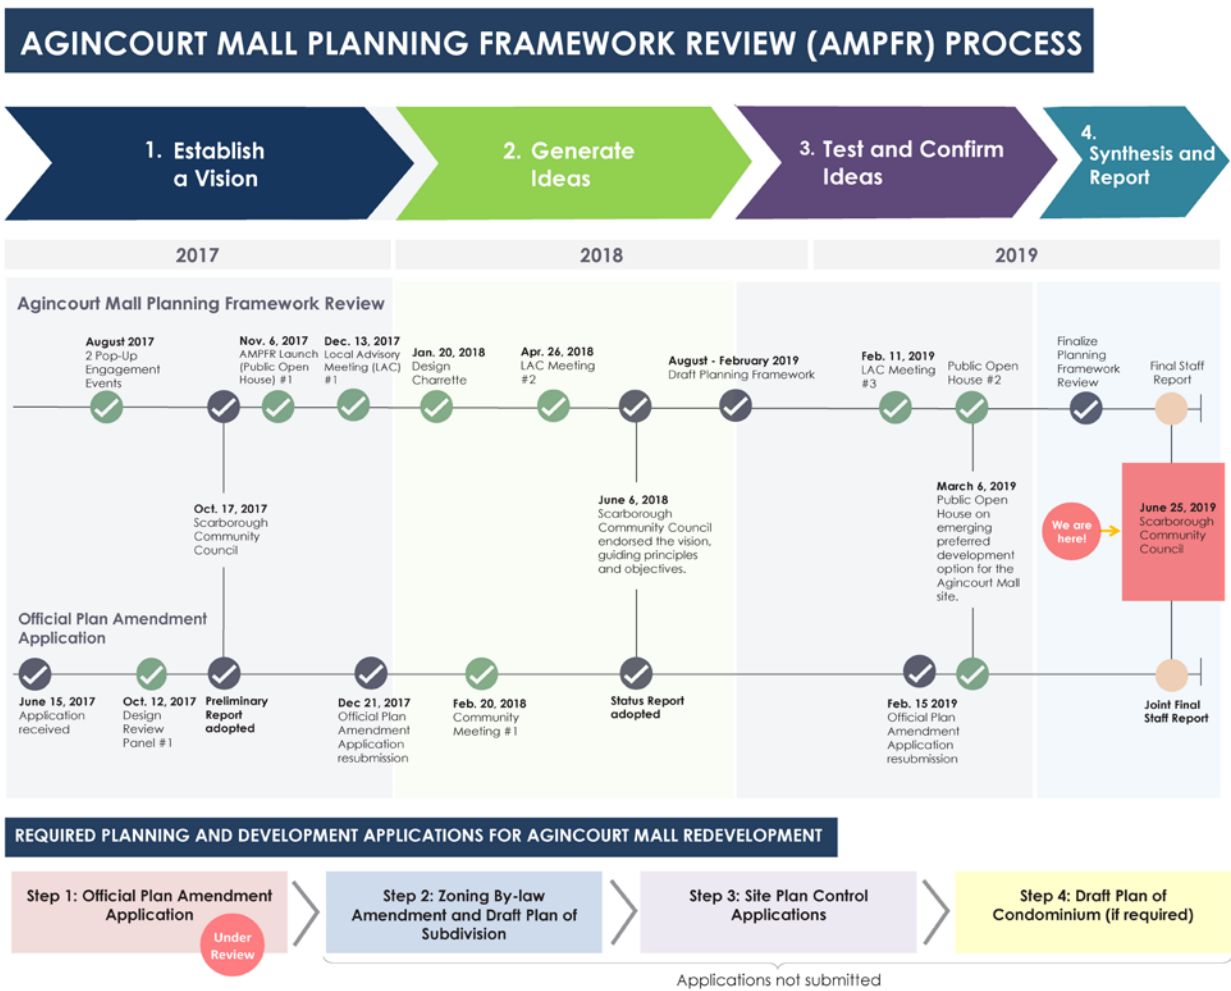 AGINCOURT MALL PLANNING FRAMEWORK REVIEW (AMPFR) PROCESS
1. Establish
a Vision
2. Generate
Ideas
3. Test and Confirm
Ideas
4.
Synthesis and
Report
2017
2018
2019
Agincourt Mall Planning Framework Review
August 2017
2 Pop-Up
Engagement
Events
Nov. 6, 2017
AMPFR Launch
(Public Open
House) #1
Dec. 13, 2017
Local Advisory
Meeting (LAC)
#1
Jan. 20, 2018
Design
Charrette
Apr. 26, 2018
LAC Meeting
#2
August - February 2019
Draft Planning Framework
Feb. 11, 2019
LAC Meeting
#3
Public Open
House #2
Finalize
Planning
Framework
Review
Final Staff
Report
Oct. 17, 2017
Scarborough
Community
Council
June 6, 2018
Scarborough
Community Council
endorsed the vision,
guiding principles
and objectives.
March 6, 2019
Public Open
House on
emerging
preferred
development
option for the
Agincourt Mall
site.
We are
here!
June 25, 2019
Scarborough
Community
Council
Official Plan Amendment
Application
June 15, 2017
Application
received
Oct. 12, 2017
Design
Review
Panel #1
Preliminary
Report
adopted
Dec 21, 2017
Official Plan
Amendment
Application
resubmission
Feb. 20, 2018
Community
Meeting #1
Status Report
adopted
Feb. 15 2019
Official Plan
Amendment
Application
resubmission
Joint Final
Staff Report
REQUIRED PLANNING AND DEVELOPMENT APPLICATIONS FOR AGINCOURT MALL REDEVELOPMENT
Step 1: Official Plan Amendment
Application
Under
Review
Step 2: Zoning By-law
Amendment and Draft Plan of
Subdivision
Step 3: Site Plan Control
Applications
Step 4: Draft Plan of
Condominium (if required)
Applications not submitted